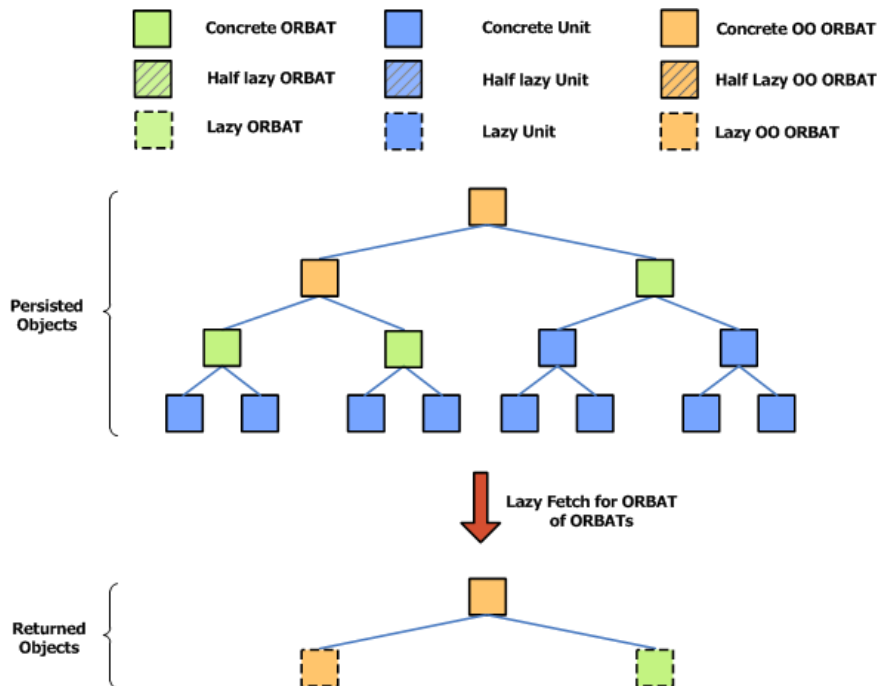 Concrete ORBAT
Concrete Unit
Concrete OO ORBAT
Half lazy ORBAT
Half lazy Unit
Half Lazy OO ORBAT
Lazy ORBAT
Lazy Unit
Lazy OO ORBAT
Persisted
Objects
Lazy Fetch for ORBAT
of ORBATs
Returned
Objects